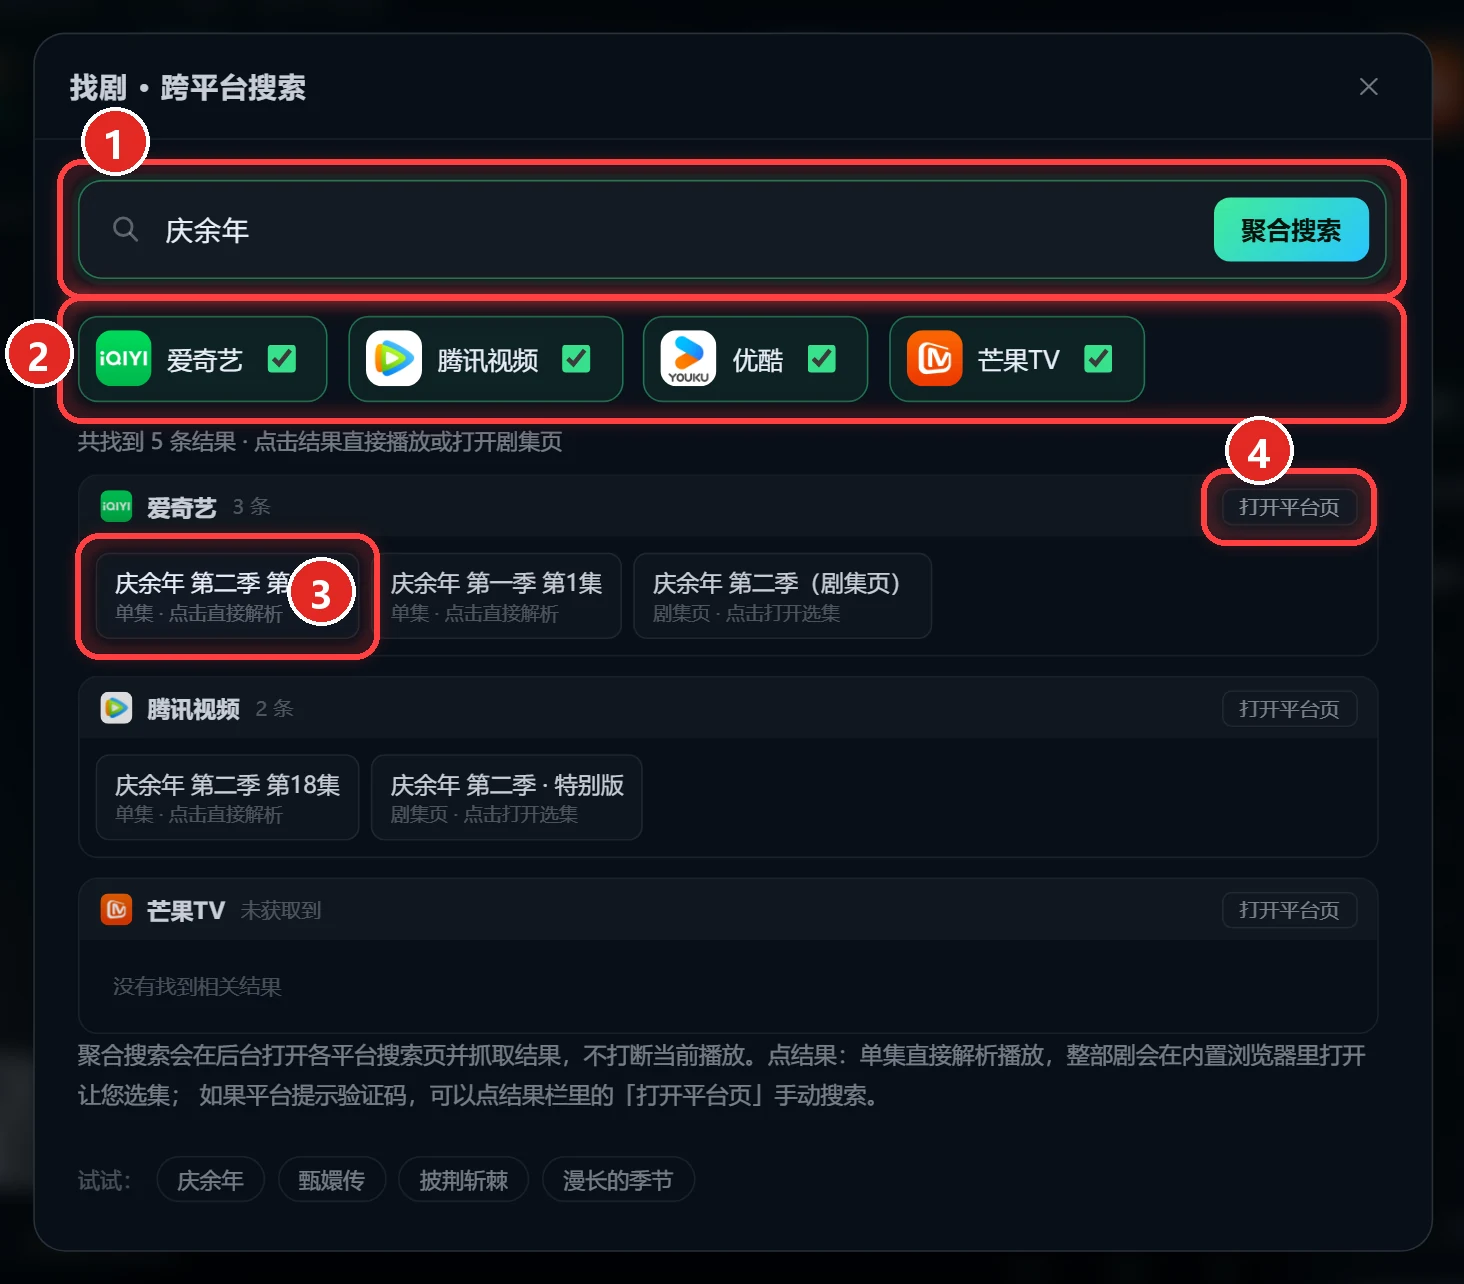 找剧 · 跨平台搜索
1
庆余年
聚合搜索
2
iQIYI 爱奇艺
腾讯视频
YOUKU 优酷
芒果TV
共找到 5 条结果 · 点击结果直接播放或打开剧集页
4
iQIYI 爱奇艺 3 条
打开平台页
庆余年 第二季 第
单集 · 点击直接解析
3
庆余年 第一季 第1集
单集 · 点击直接解析
庆余年 第二季（剧集页）
剧集页 · 点击打开选集
腾讯视频 2 条
打开平台页
庆余年 第二季 第18集
单集 · 点击直接解析
庆余年 第二季 · 特别版
剧集页 · 点击打开选集
芒果TV 未获取到
打开平台页
没有找到相关结果
聚合搜索会在后台打开各平台搜索页并抓取结果，不打断当前播放。点结果：单集直接解析播放，整部剧会在内置浏览器里打开
让您选集； 如果平台提示验证码，可以点结果栏里的「打开平台页」手动搜索。
试试： 庆余年 甄嬛传 披荆斩棘 漫长的季节